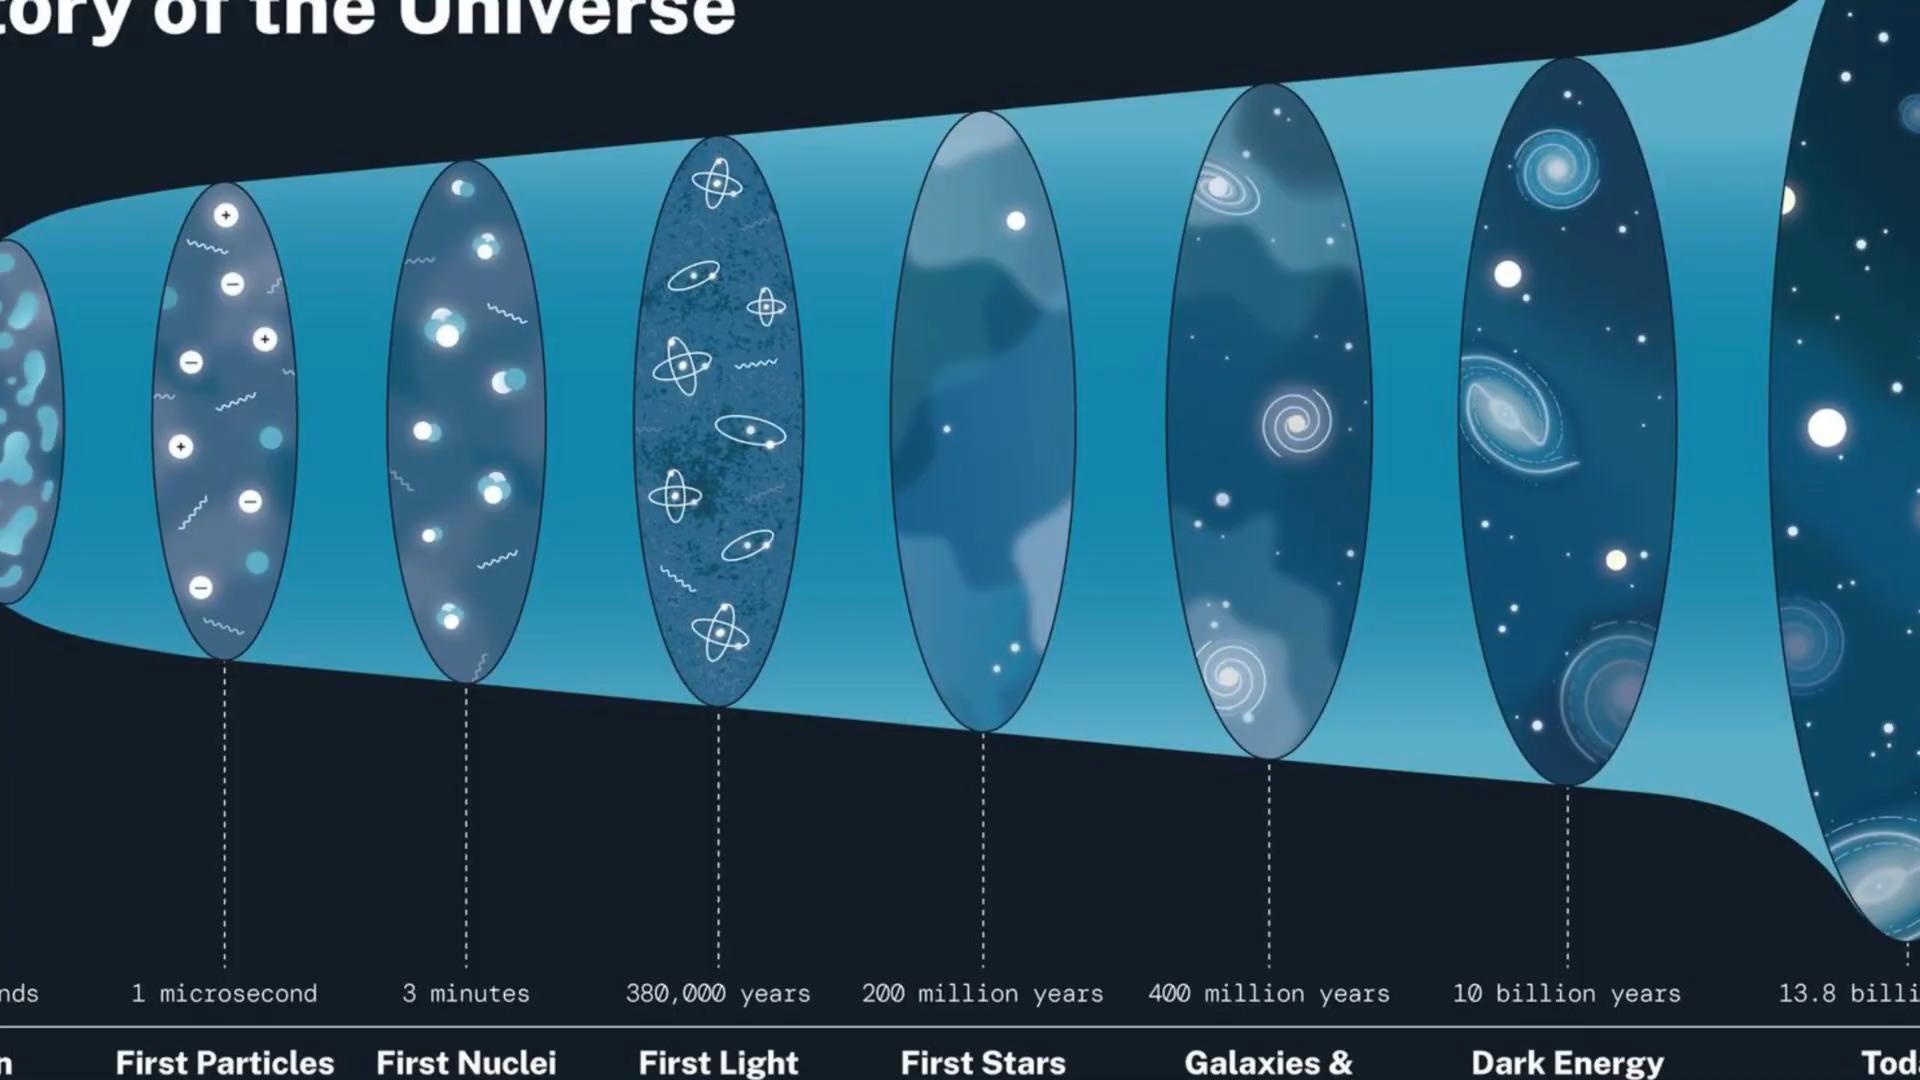 tory of the Universe
+
−
+
−
+
−
−
nds 1 microsecond 3 minutes 380,000 years 200 million years 400 million years 10 billion years 13.8 billi
n First Particles First Nuclei First Light First Stars Galaxies & Dark Energy Tod